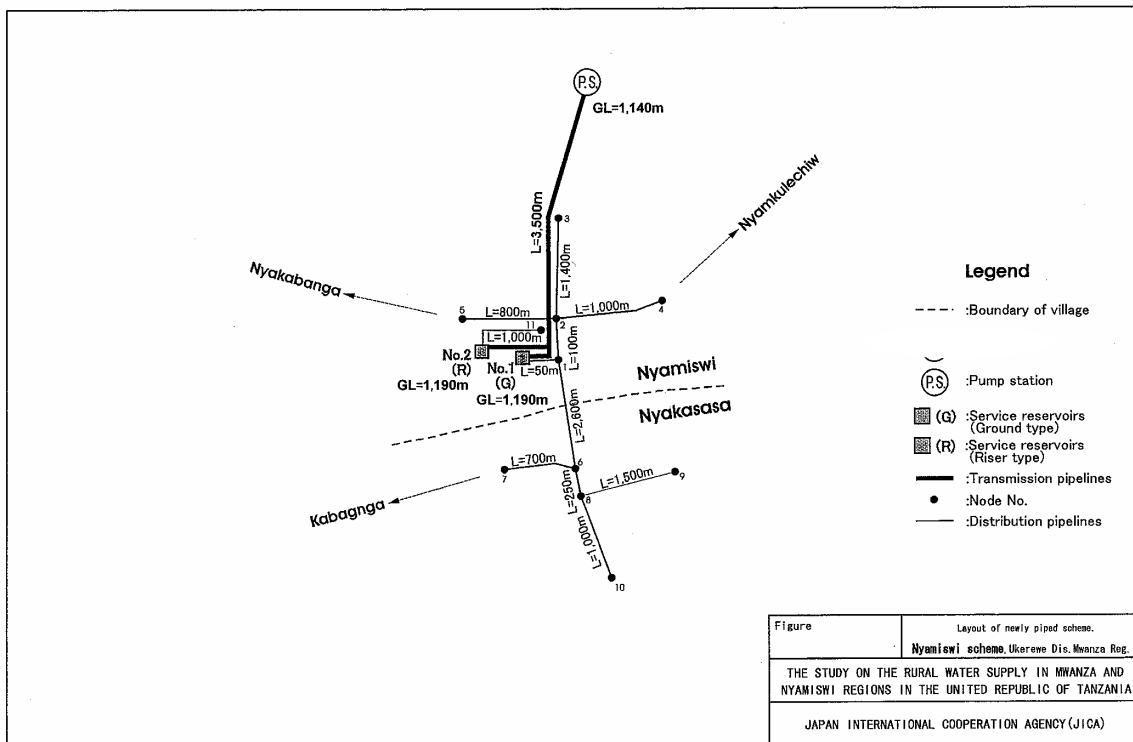 P.S.
GL=1,140m
L=3,500m
3
Nyamkulechiw
L=1,400m
Nyakabanga
5
L=800m
L=1,000m
4
11
2
L=1,000m
L=100m
No.2
(R)
GL=1,190m
No.1
(G)
GL=1,190m
L=50m
1
Nyamiswi
Nyakasasa
L=2,600m
L=700m
6
7
L=250m
L=1,500m
9
8
Kabagnga
L=1,000m
10
Legend
:Boundary of village
P.S. :Pump station
(G) :Service reservoirs
(Ground type)
(R) :Service reservoirs
(Riser type)
:Transmission pipelines
:Node No.
:Distribution pipelines
Figure
Layout of newly piped scheme.
Nyamiswi scheme, Ukerewe Dis. Mwanza Reg.
THE STUDY ON THE RURAL WATER SUPPLY IN MWANZA AND
NYAMISWI REGIONS IN THE UNITED REPUBLIC OF TANZANIA
JAPAN INTERNATIONAL COOPERATION AGENCY(JICA)